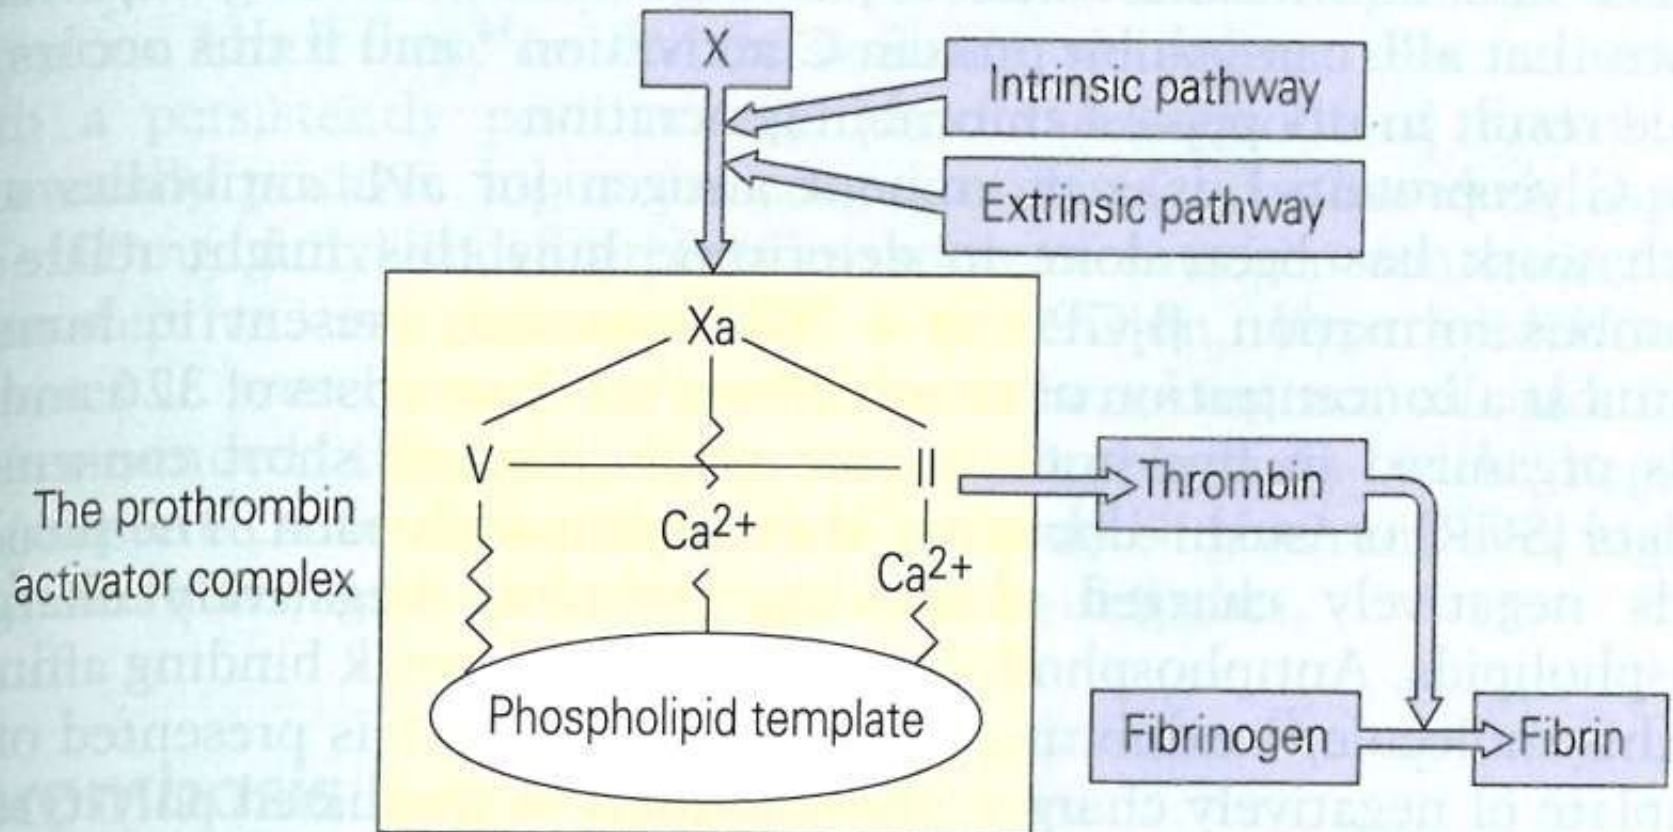 X
Intrinsic pathway
Extrinsic pathway
Xa
V
II
Thrombin
The prothrombin
activator complex
Ca2+
Ca2+
Phospholipid template
Fibrinogen
Fibrin